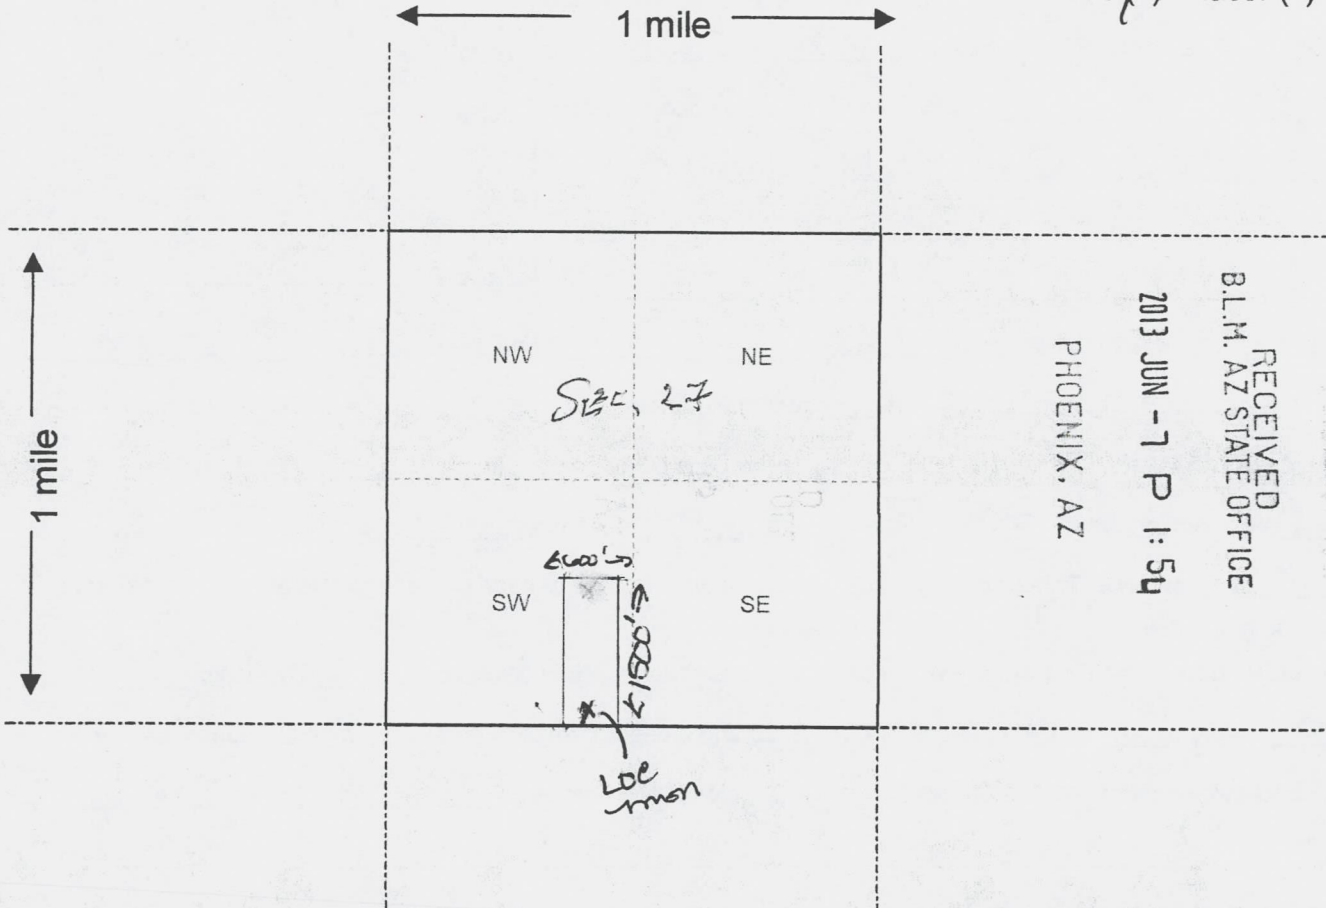 1 mile
1 mile
NW
NE
SEC, 27
SW
SE
600'
1500'
LOC
mon
RECEIVED
B.L.M. AZ STATE OFFICE
2013 JUN -7 P 1:54
PHOENIX, AZ